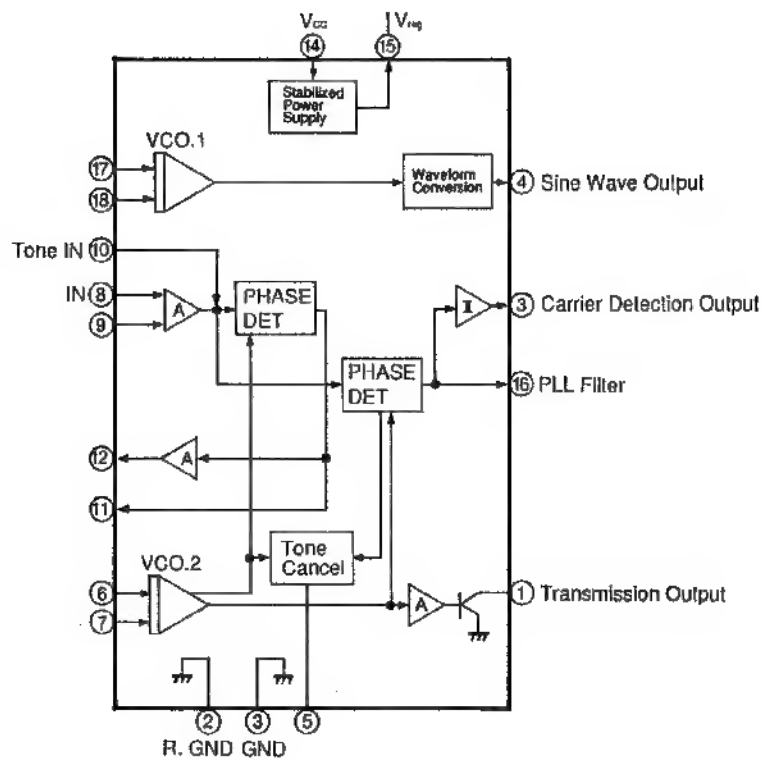 Vcc Vreg
14 15
Stabilized
Power
Supply
VCO.1
17
18
Waveform
Conversion
4 Sine Wave Output
Tone IN 10
IN 8
9
A
PHASE
DET
I
3 Carrier Detection Output
PHASE
DET
16 PLL Filter
12
A
11
VCO.2
6
7
Tone
Cancel
A
1 Transmission Output
2 3 5
R. GND GND